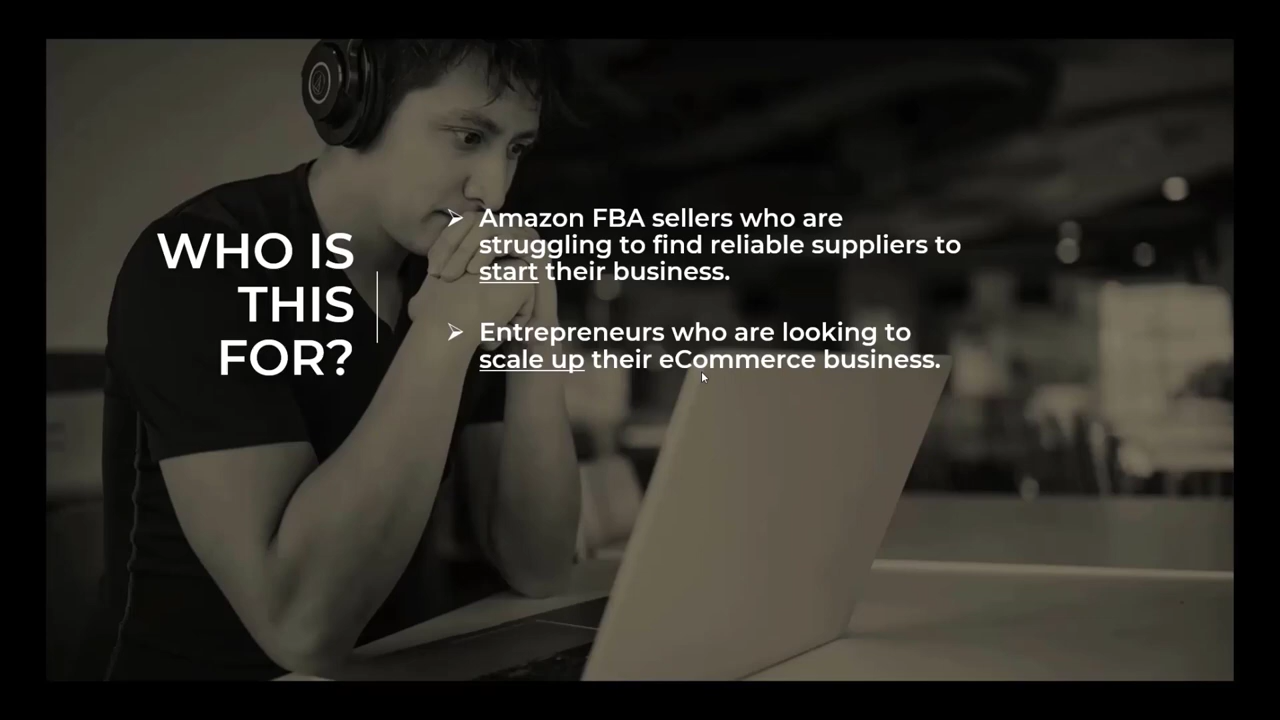 WHO IS
THIS
FOR?
Amazon FBA sellers who are
struggling to find reliable suppliers to
start their business.
Entrepreneurs who are looking to
scale up their eCommerce business.